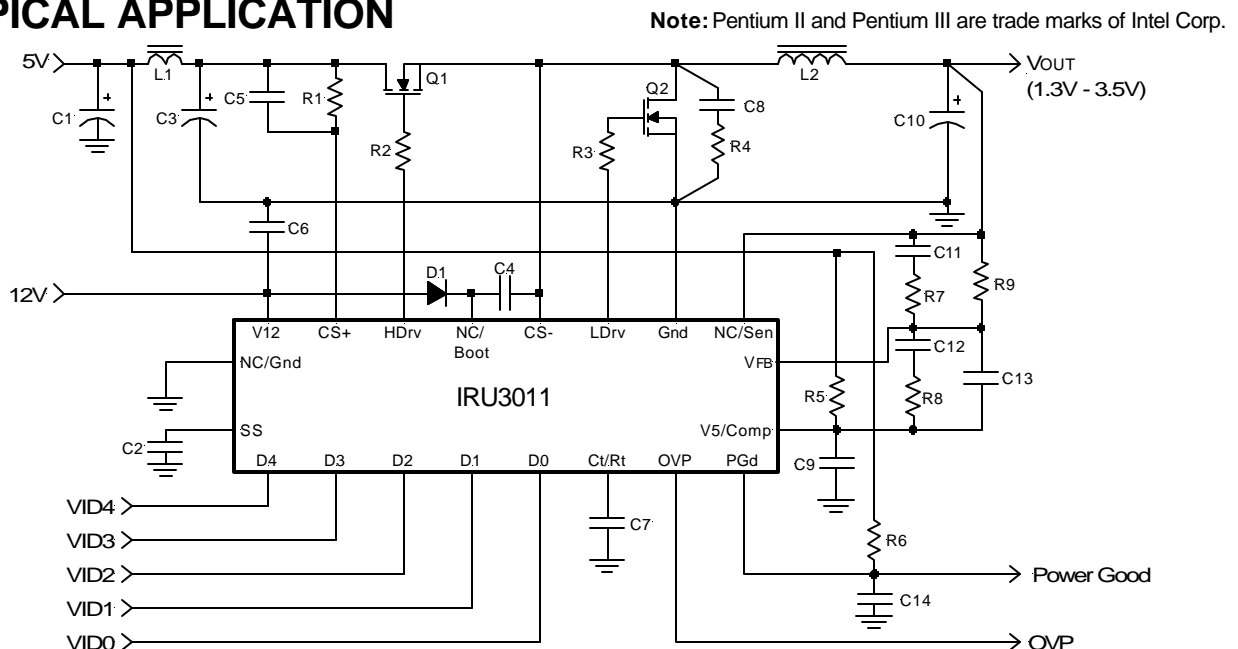 PICAL APPLICATION
Note: Pentium II and Pentium III are trade marks of Intel Corp.
5V
L1
Q1
L2
VOUT
(1.3V - 3.5V)
C1
C3
C5
R1
Q2
C8
C10
R2
R3
R4
C6
C11
R9
12V
D1
C4
R7
V12
CS+
HDrv
NC/
Boot
CS-
LDrv
Gnd
NC/Sen
NC/Gnd
VFB
C12
C13
IRU3011
R5
R8
SS
V5/Comp
C2
D4
D3
D2
D1
D0
Ct/Rt
OVP
PGd
C9
VID4
VID3
C7
R6
VID2
Power Good
VID1
C14
VID0
OVP